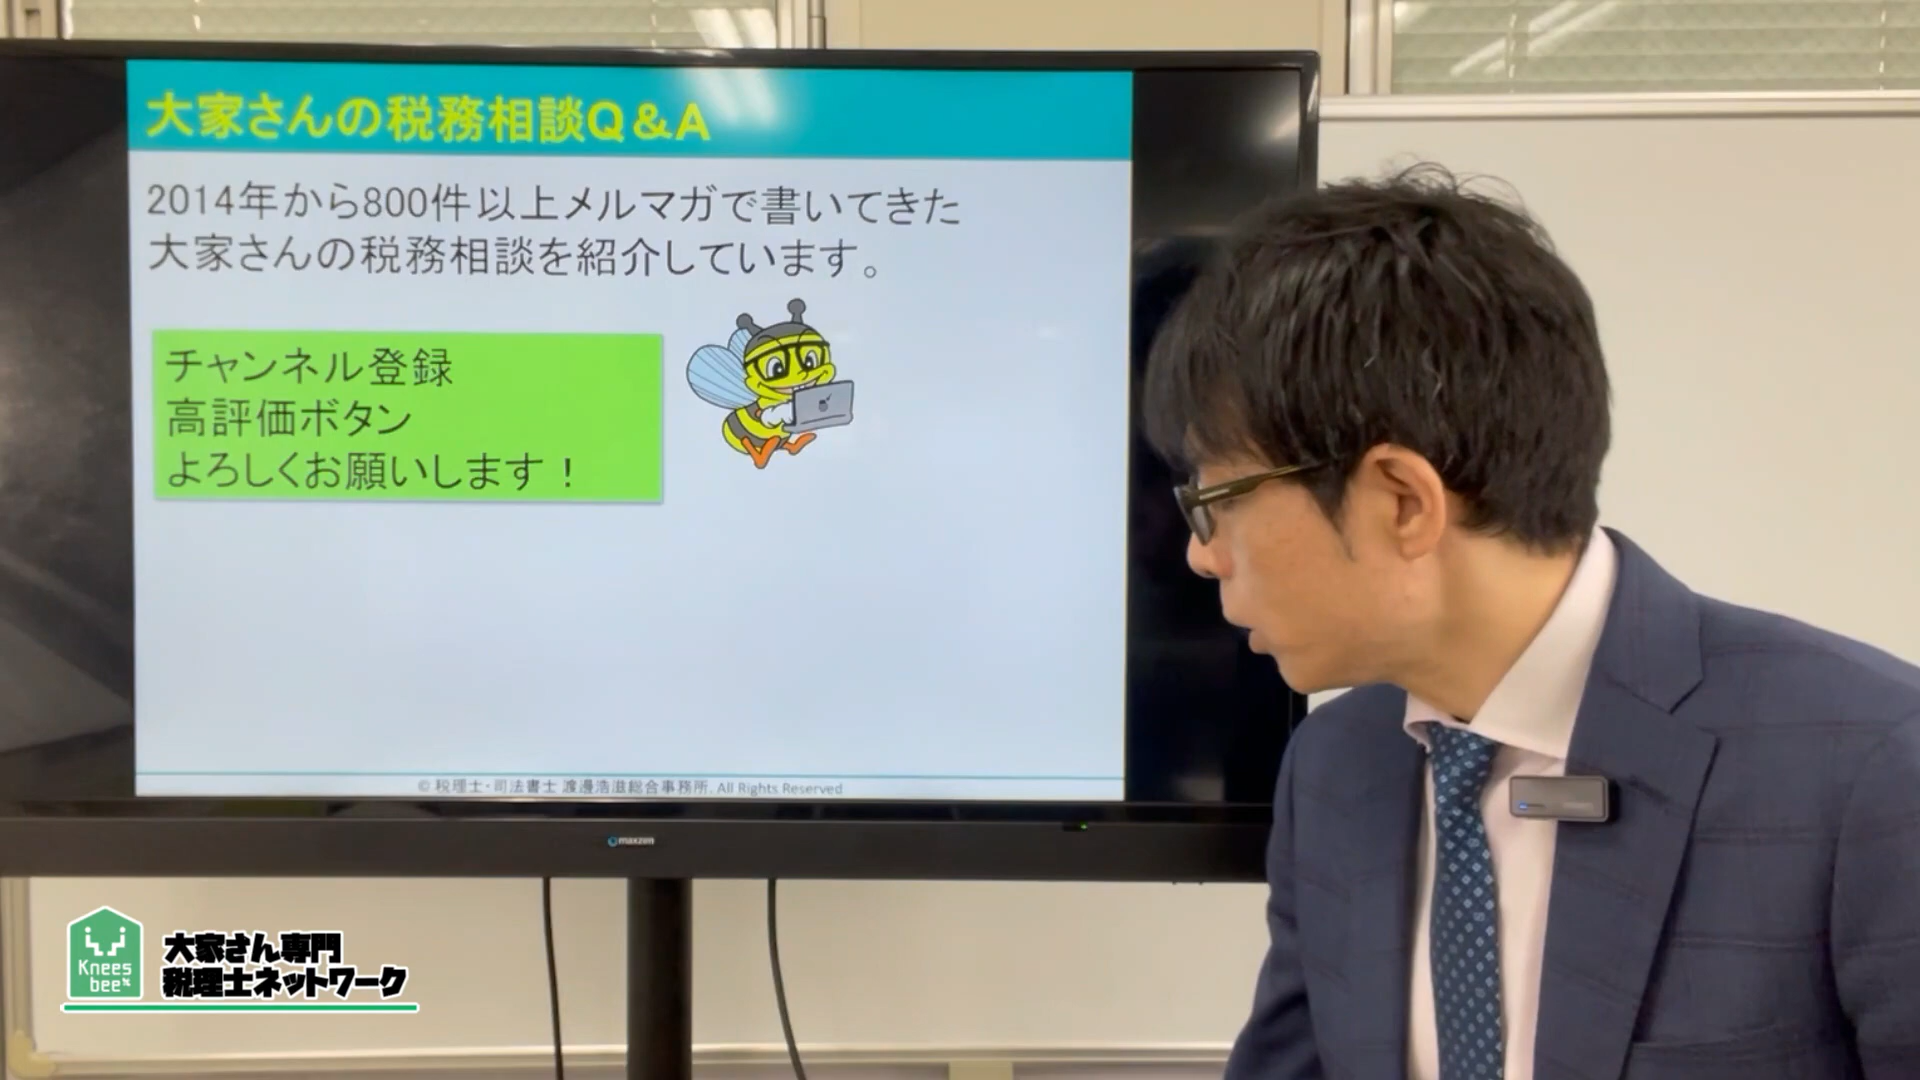 大家さんの税務相談Q&A
2014年から800件以上メルマガで書いてきた
大家さんの税務相談を紹介しています。
チャンネル登録
高評価ボタン
よろしくお願いします！
© 税理士・司法書士 渡邊浩滋総合事務所. All Rights Reserved
maxzen
Knees
bee
大家さん専門
税理士ネットワーク